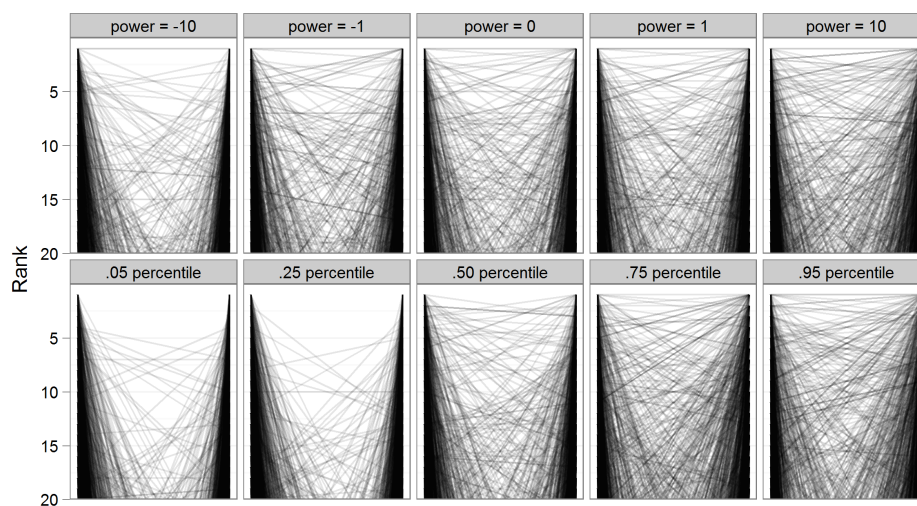 power = -10
power = -1
power = 0
power = 1
power = 10
5
10
15
20
Rank
.05 percentile
.25 percentile
.50 percentile
.75 percentile
.95 percentile
5
10
15
20